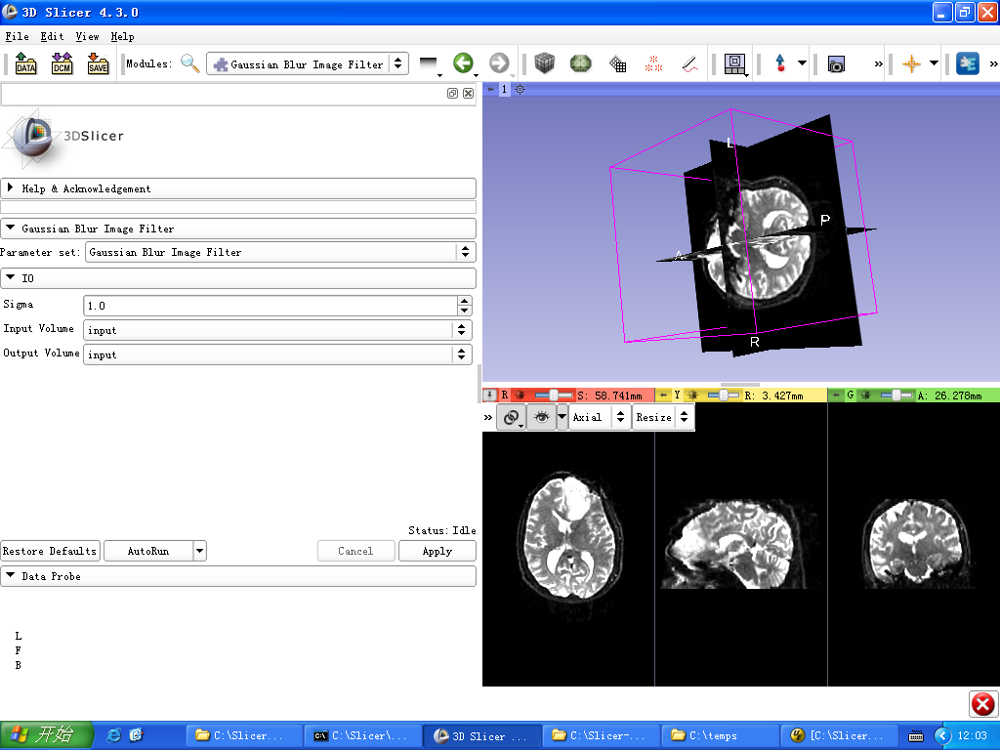 3D Slicer 4.3.0
File Edit View Help
DATA DCM SAVE Modules: Gaussian Blur Image Filter »
1
3DSlicer
Help & Acknowledgement
Gaussian Blur Image Filter
Parameter set: Gaussian Blur Image Filter
IO
Sigma 1.0
Input Volume input
Output Volume input
Status: Idle
Restore Defaults AutoRun Cancel Apply
Data Probe
L
F
B
L
P
A
R
R S: 58.741mm Y R: 3.427mm G A: 26.278mm
» Axial Resize
开始 C:\Slicer... C:\Slicer\... 3D Slicer ... C:\Slicer-... C:\temps [C:\Slicer... 12:03